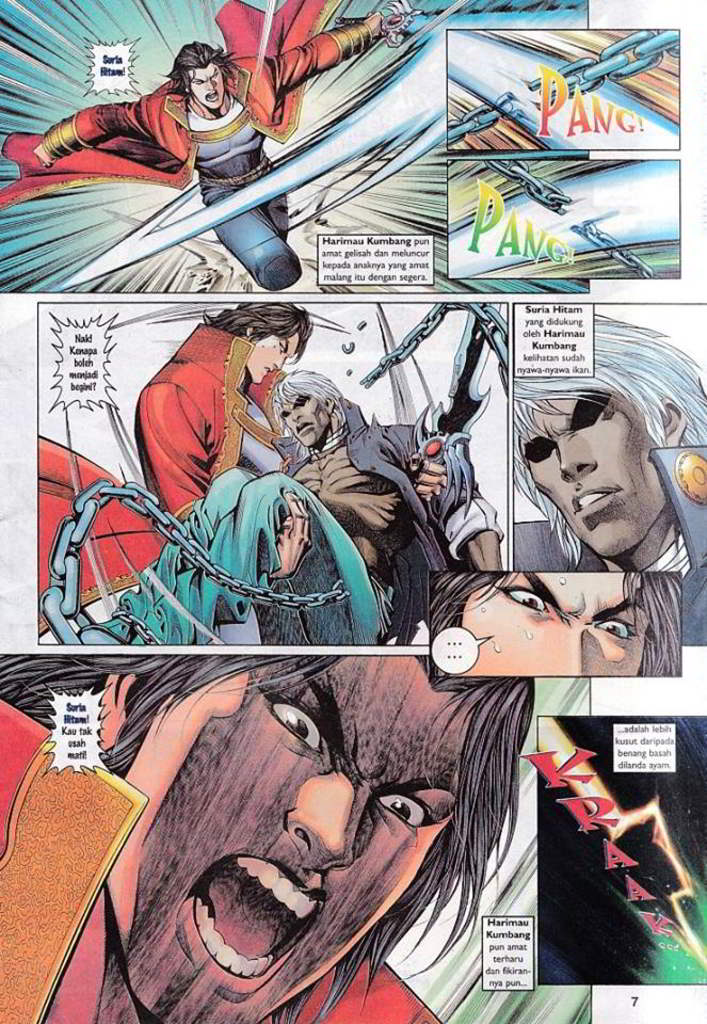 Suria
Hitam!
PANG!
PANG!
Harimau Kumbang pun
amat gelisah dan meluncur
kepada anaknya yang amat
malang itu dengan segera.
Nak!
Kenapa
boleh
menjadi
begini?
Suria Hitam
yang didukung
oleh Harimau
Kumbang
kelihatan sudah
nyawa-nyawa ikan.
...
...
Suria
Hitam!
Kau tak
usah
mati!
Harimau
Kumbang
pun amat
terharu
dan fikiran-
nya pun...
...adalah lebih
kusut daripada
benang basah
dilanda ayam.
KRAAK
7